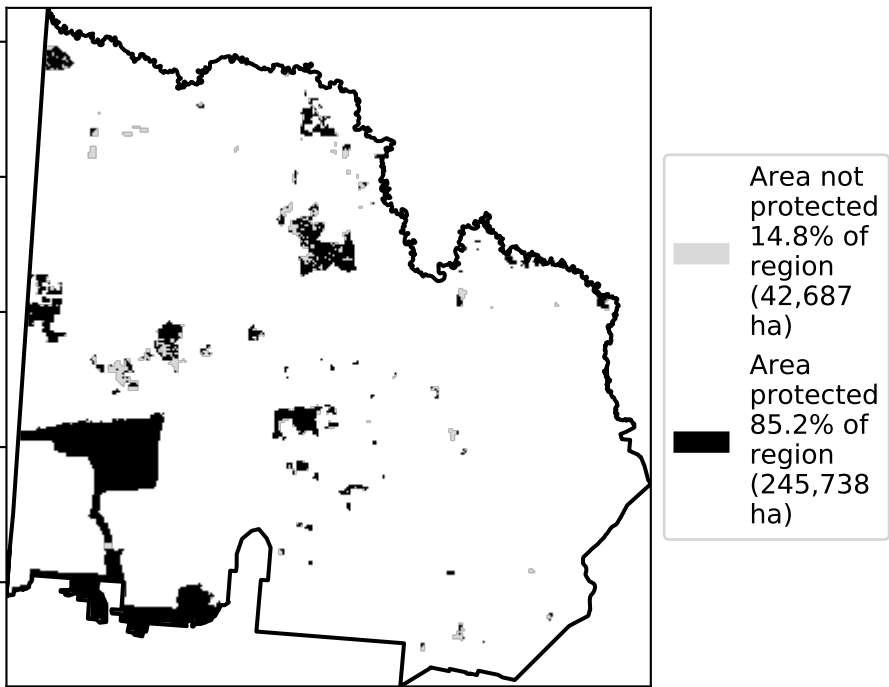 Area not
protected
14.8% of
region
(42,687
ha)
Area
protected
85.2% of
region
(245,738
ha)